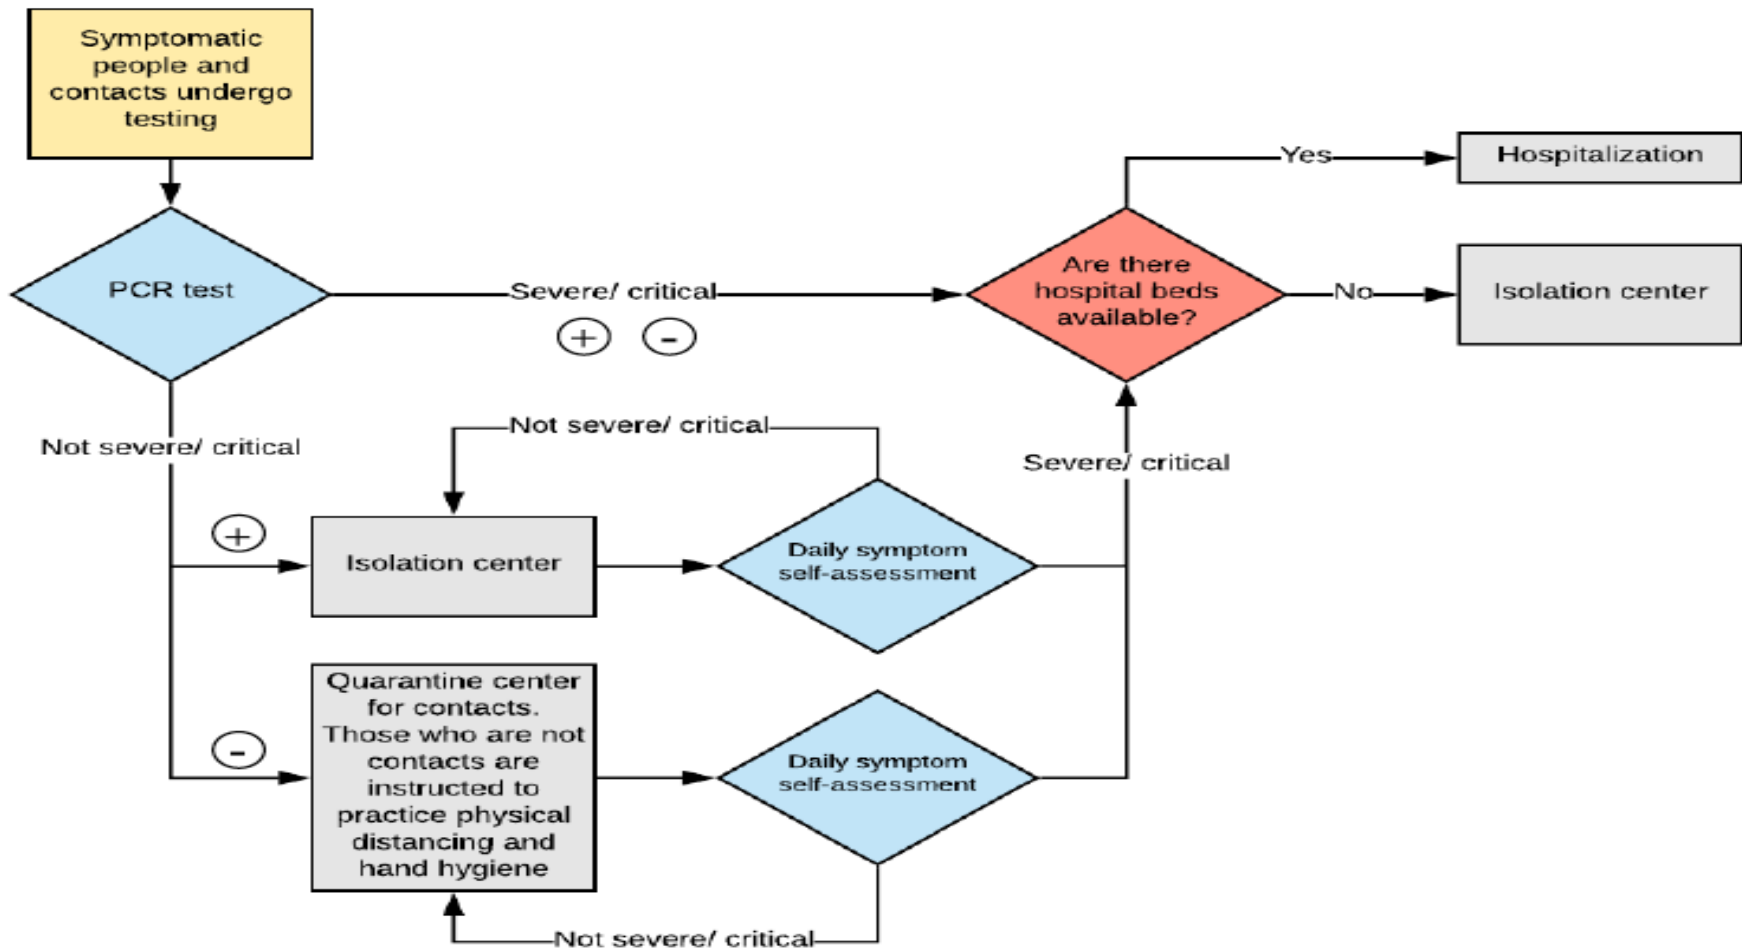 Symptomatic
people and
contacts undergo
testing
PCR test
Severe/ critical
+ -
Are there
hospital beds
available?
Yes
Hospitalization
No
Isolation center
Not severe/ critical
+
Isolation center
Not severe/ critical
Daily symptom
self-assessment
Severe/ critical
-
Quarantine center
for contacts.
Those who are not
contacts are
instructed to
practice physical
distancing and
hand hygiene
Daily symptom
self-assessment
Not severe/ critical